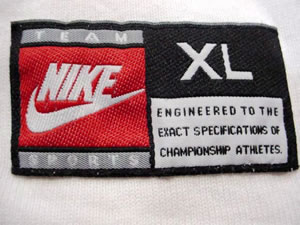 TEAM
NIKE
SPORTS
XL
ENGINEERED TO THE
EXACT SPECIFICATIONS OF
CHAMPIONSHIP ATHLETES.